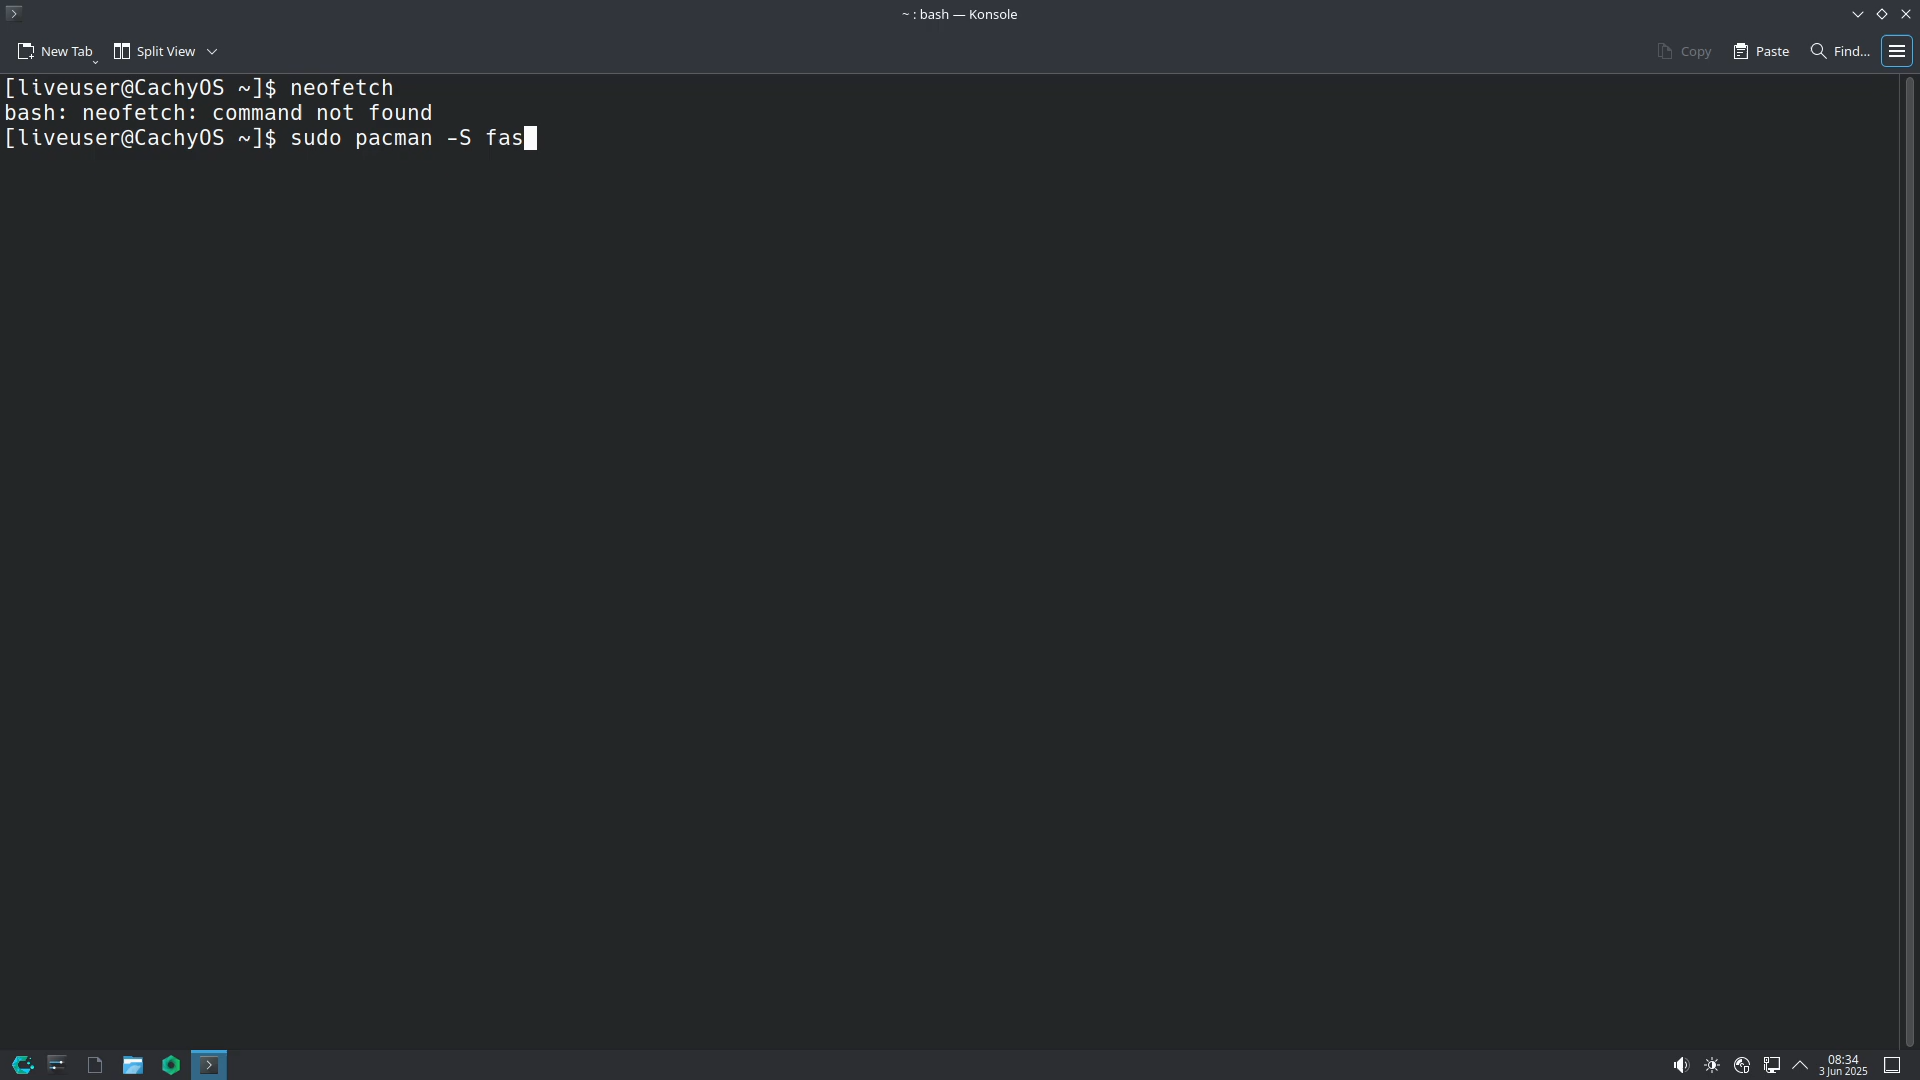 ~ : bash — Konsole
New Tab
Split View
Copy
Paste
Find...
[liveuser@CachyOS ~]$ neofetch
bash: neofetch: command not found
[liveuser@CachyOS ~]$ sudo pacman -S fas
08:34
3 Jun 2025